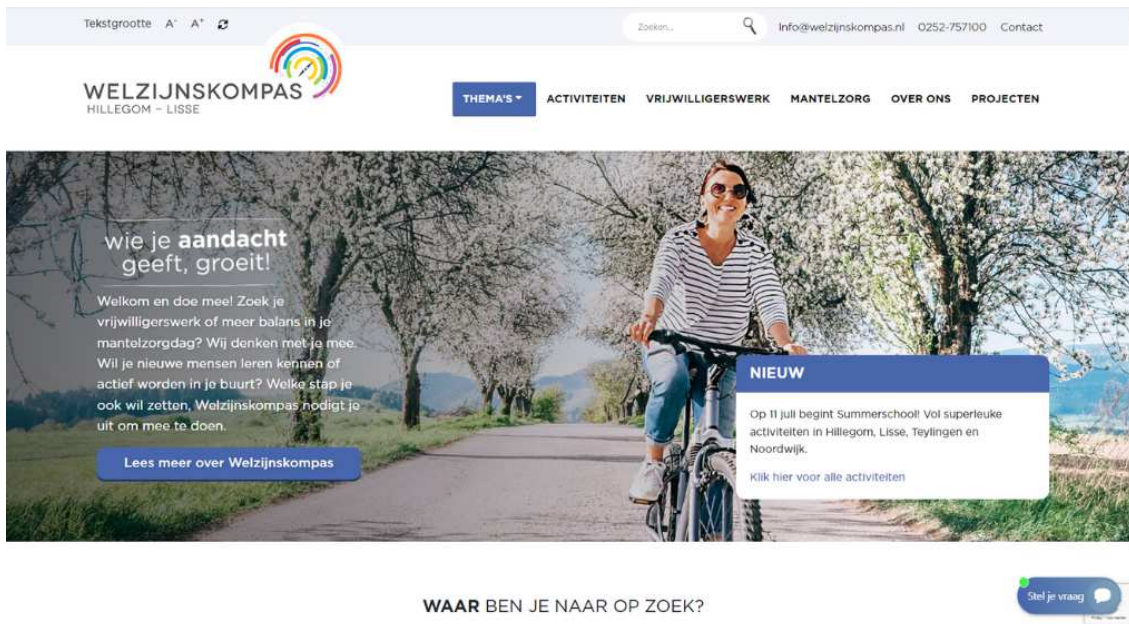 Tekstgrootte A- A+
Zoeken...
Info@welzijnskompas.nl 0252-757100 Contact
WELZIJNSKOMPAS
HILLEGOM – LISSE
THEMA'S ACTIVITEITEN VRIJWILLIGERSWERK MANTELZORG OVER ONS PROJECTEN
wie je aandacht
geeft, groeit!
Welkom en doe mee! Zoek je
vrijwilligerswerk of meer balans in je
mantelzorgdag? Wij denken met je mee.
Wil je nieuwe mensen leren kennen of
actief worden in je buurt? Welke stap je
ook wil zetten, Welzijnskompas nodigt je
uit om mee te doen.
Lees meer over Welzijnskompas
NIEUW
Op 11 juli begint Summerschool! Vol superleuke
activiteiten in Hillegom, Lisse, Teylingen en
Noordwijk.
Klik hier voor alle activiteiten
WAAR BEN JE NAAR OP ZOEK?
Stel je vraag